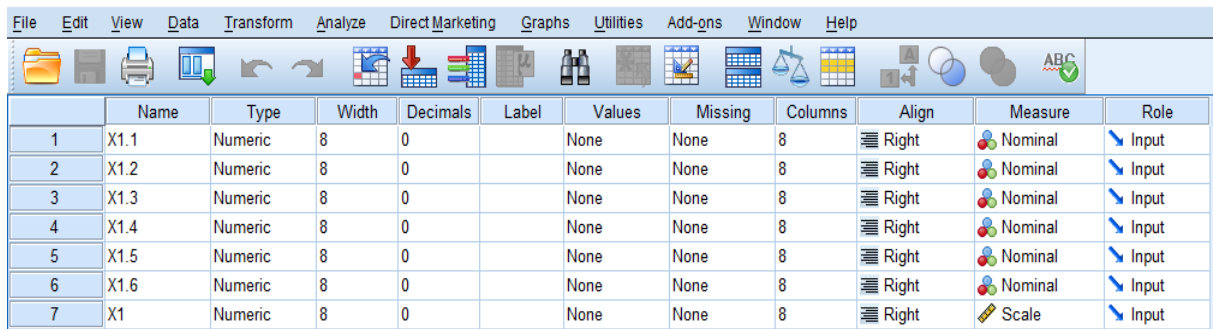 File Edit View Data Transform Analyze Direct Marketing Graphs Utilities Add-ons Window Help
A
1
ABC
Name Type Width Decimals Label Values Missing Columns Align Measure Role
1 X1.1 Numeric 8 0 None None 8 Right Nominal Input
2 X1.2 Numeric 8 0 None None 8 Right Nominal Input
3 X1.3 Numeric 8 0 None None 8 Right Nominal Input
4 X1.4 Numeric 8 0 None None 8 Right Nominal Input
5 X1.5 Numeric 8 0 None None 8 Right Nominal Input
6 X1.6 Numeric 8 0 None None 8 Right Nominal Input
7 X1 Numeric 8 0 None None 8 Right Scale Input